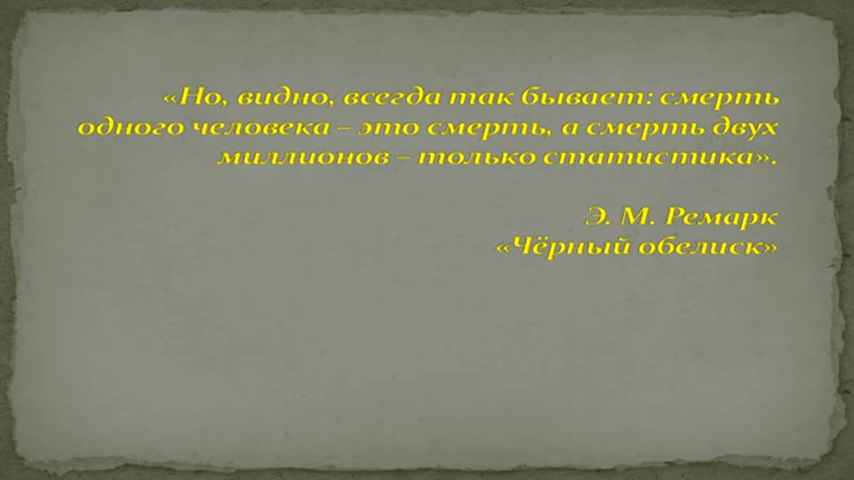 «Но, видно, всегда так бывает: смерть
одного человека – это смерть, а смерть двух
миллионов – только статистика».
Э. М. Ремарк
«Чёрный обелиск»